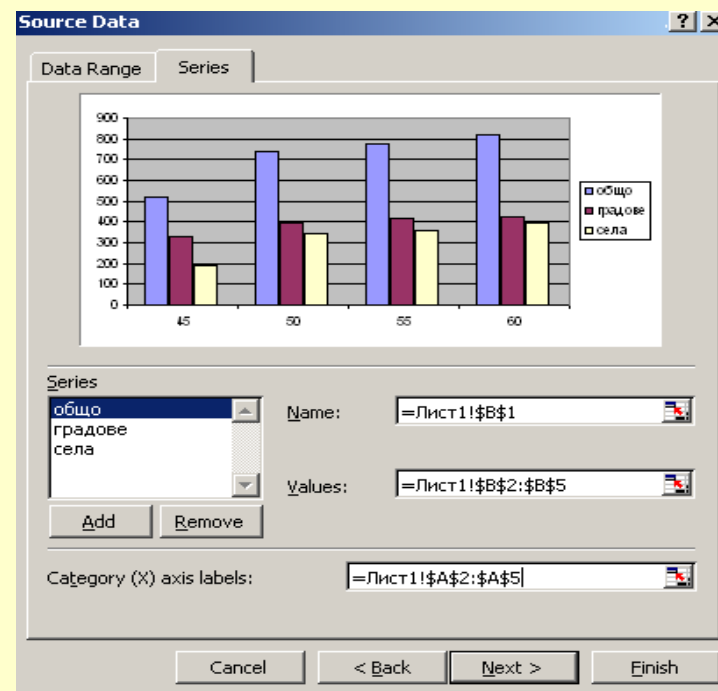 Source Data
Data Range Series
900
800
700
600
500
400
300
200
100
0
45 50 55 60
общо
градове
села
Series
общо
градове
села
Name: =Лист1!$B$1
Values: =Лист1!$B$2:$B$5
Add Remove
Category (X) axis labels: =Лист1!$A$2:$A$5
Cancel < Back Next > Finish